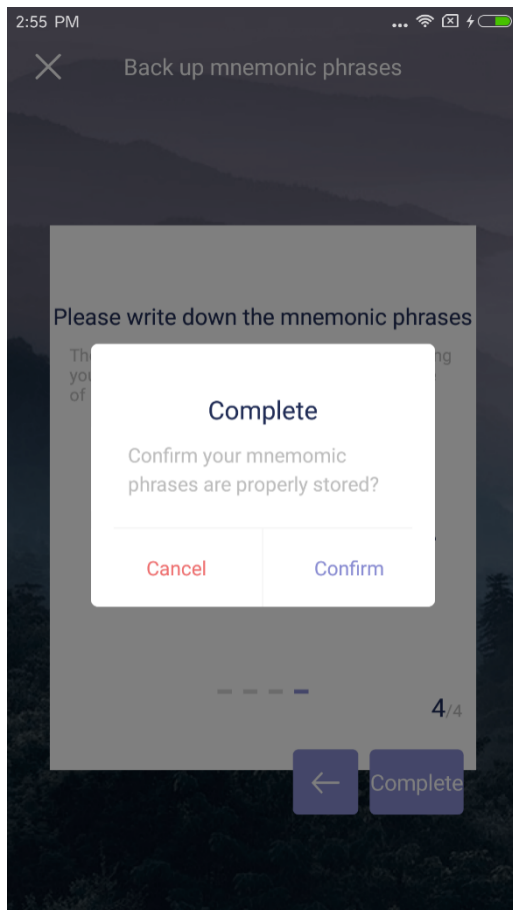 2:55 PM
Back up mnemonic phrases
Please write down the mnemonic phrases
of
Complete
Confirm your mnemomic
phrases are properly stored?
Cancel
Confirm
4/4
Complete